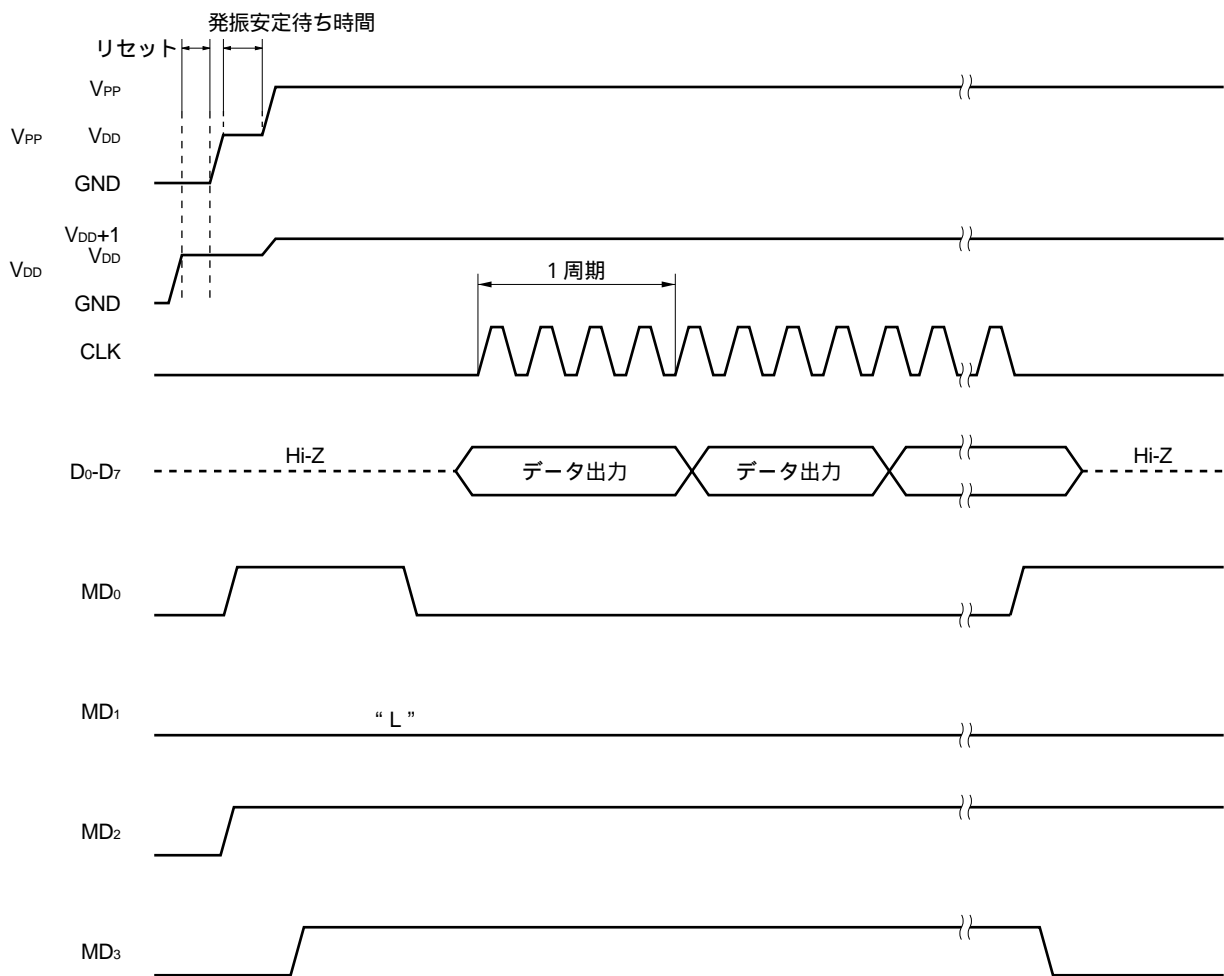 発振安定待ち時間
リセット
VPP
VPP VDD
GND
VDD+1
VDD
VDD
GND
1 周期
CLK
D0-D7 Hi-Z データ出力 データ出力 Hi-Z
MD0
MD1 “ L ”
MD2
MD3